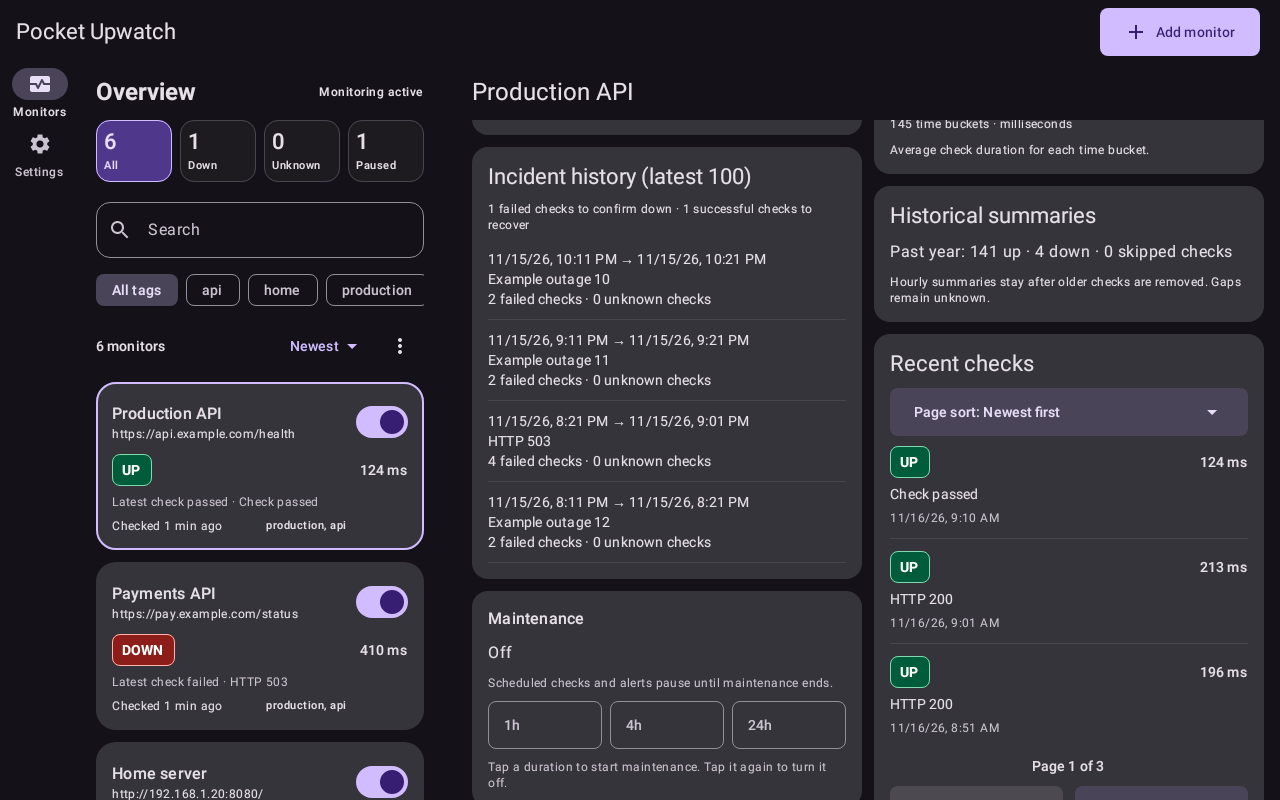 Pocket Upwatch
Add monitor
Monitors
Settings
Overview
Monitoring active
6
All
1
Down
0
Unknown
1
Paused
Search
All tags
api
home
production
6 monitors
Newest
Production API
https://api.example.com/health
UP
124 ms
Latest check passed · Check passed
Checked 1 min ago
production, api
Payments API
https://pay.example.com/status
DOWN
410 ms
Latest check failed · HTTP 503
Checked 1 min ago
production, api
Home server
http://192.168.1.20:8080/
Production API
Incident history (latest 100)
1 failed checks to confirm down · 1 successful checks to
recover
11/15/26, 10:11 PM → 11/15/26, 10:21 PM
Example outage 10
2 failed checks · 0 unknown checks
11/15/26, 9:11 PM → 11/15/26, 9:21 PM
Example outage 11
2 failed checks · 0 unknown checks
11/15/26, 8:21 PM → 11/15/26, 9:01 PM
HTTP 503
4 failed checks · 0 unknown checks
11/15/26, 8:11 PM → 11/15/26, 8:21 PM
Example outage 12
2 failed checks · 0 unknown checks
Maintenance
Off
Scheduled checks and alerts pause until maintenance ends.
1h
4h
24h
Tap a duration to start maintenance. Tap it again to turn it
off.
145 time buckets · milliseconds
Average check duration for each time bucket.
Historical summaries
Past year: 141 up · 4 down · 0 skipped checks
Hourly summaries stay after older checks are removed. Gaps
remain unknown.
Recent checks
Page sort: Newest first
UP
124 ms
Check passed
11/16/26, 9:10 AM
UP
213 ms
HTTP 200
11/16/26, 9:01 AM
UP
196 ms
HTTP 200
11/16/26, 8:51 AM
Page 1 of 3